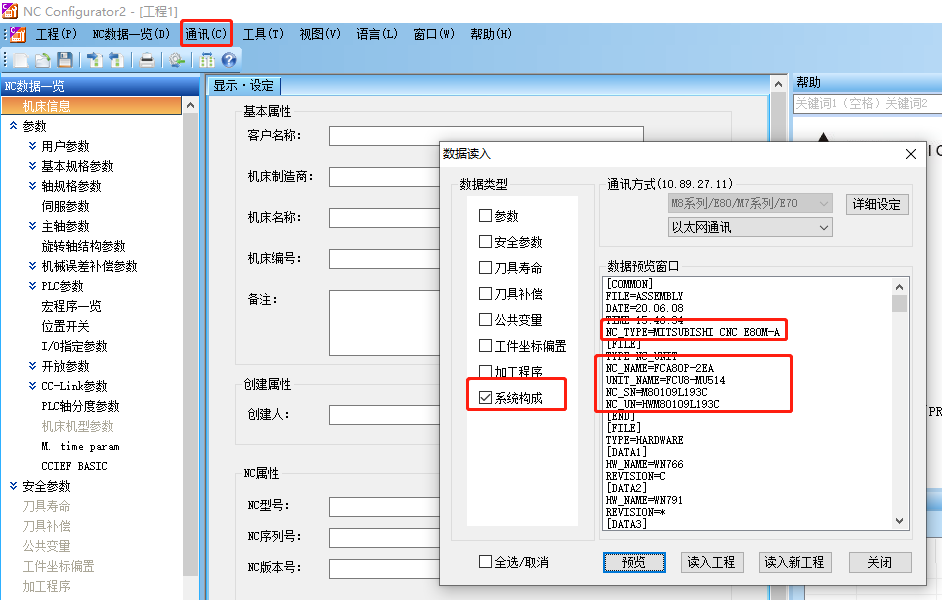 NC Configurator2 - [工程1]
工程(P) NC数据一览(D) 通讯(C) 工具(T) 视图(V) 语言(L) 窗口(W) 帮助(H)
NC数据一览
机床信息
参数
用户参数
基本规格参数
轴规格参数
伺服参数
主轴参数
旋转轴结构参数
机械误差补偿参数
PLC参数
宏程序一览
位置开关
I/O指定参数
开放参数
CC-Link参数
PLC轴分度参数
机床机型参数
M. time param
CCIEF BASIC
安全参数
刀具寿命
刀具补偿
公共变量
工件坐标偏置
加工程序
显示・设定
基本属性
客户名称:
机床制造商:
机床名称:
机床编号:
备注:
创建属性
创建人:
NC属性
NC型号:
NC序列号:
NC版本号:
帮助
关键词1（空格）关键词2
数据读入
数据类型
参数
安全参数
刀具寿命
刀具补偿
公共变量
工件坐标偏置
加工程序
系统构成
全选/取消
通讯方式(10.89.27.11)
M8系列/E80/M7系列/E70
详细设定
以太网通讯
数据预览窗口
[COMMON]
FILE=ASSEMBLY
DATE=20.06.08
TIME=15.48.34
NC_TYPE=MITSUBISHI CNC E80M-A
[FILE]
TYPE=NC_UNIT
NC_NAME=FCA80P-2EA
UNIT_NAME=FCU8-MU514
NC_SN=M80109L193C
NC_UN=HWM80109L193C
[END]
[FILE]
TYPE=HARDWARE
[DATA1]
HW_NAME=WN766
REVISION=C
[DATA2]
HW_NAME=WN791
REVISION=*
[DATA3]
预览 读入工程 读入新工程 关闭